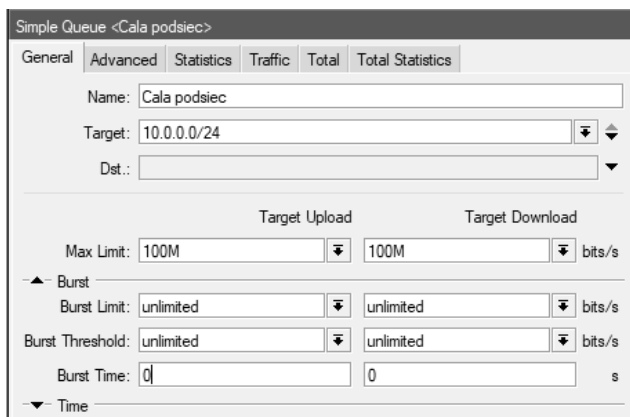 Simple Queue <Cala podsiec>
General Advanced Statistics Traffic Total Total Statistics
Name: Cala podsiec
Target: 10.0.0.0/24
Dst.:
Target Upload Target Download
Max Limit: 100M 100M bits/s
Burst
Burst Limit: unlimited unlimited bits/s
Burst Threshold: unlimited unlimited bits/s
Burst Time: 0 0 s
Time